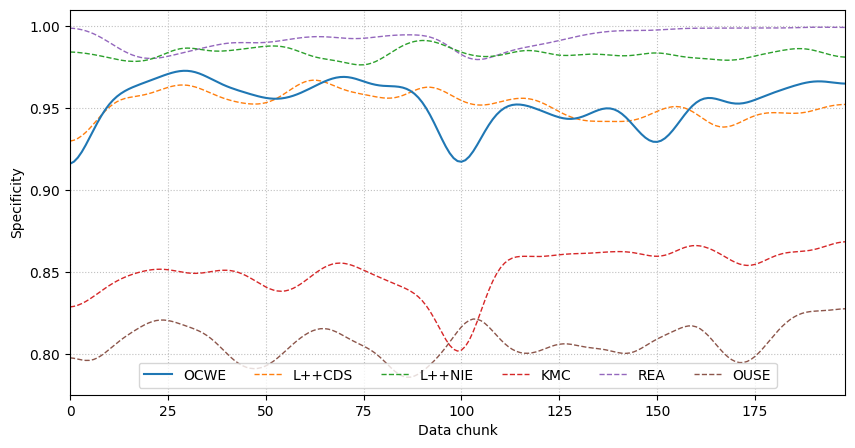 1.00
0.95
0.90
0.85
0.80
Specificity
OCWE L++CDS L++NIE KMC REA OUSE
0 25 50 75 100 125 150 175
Data chunk